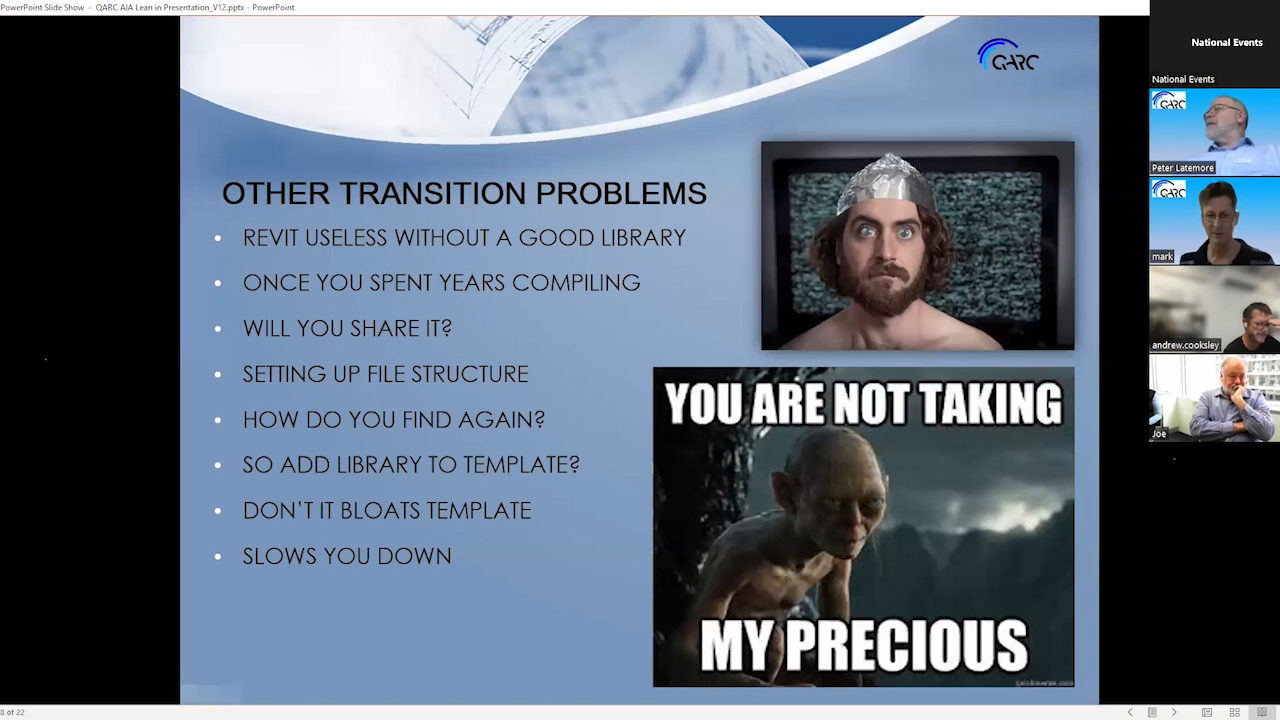 PowerPoint Slide Show - QARC AIA Lean in Presentation_V12.pptx - PowerPoint
QARC
OTHER TRANSITION PROBLEMS
• REVIT USELESS WITHOUT A GOOD LIBRARY
• ONCE YOU SPENT YEARS COMPILING
• WILL YOU SHARE IT?
• SETTING UP FILE STRUCTURE
• HOW DO YOU FIND AGAIN?
• SO ADD LIBRARY TO TEMPLATE?
• DON'T IT BLOATS TEMPLATE
• SLOWS YOU DOWN
YOU ARE NOT TAKING
MY PRECIOUS
National Events
National Events
QARC
Peter Latemore
QARC
mark
andrew.cooksley
Joe
8 of 22